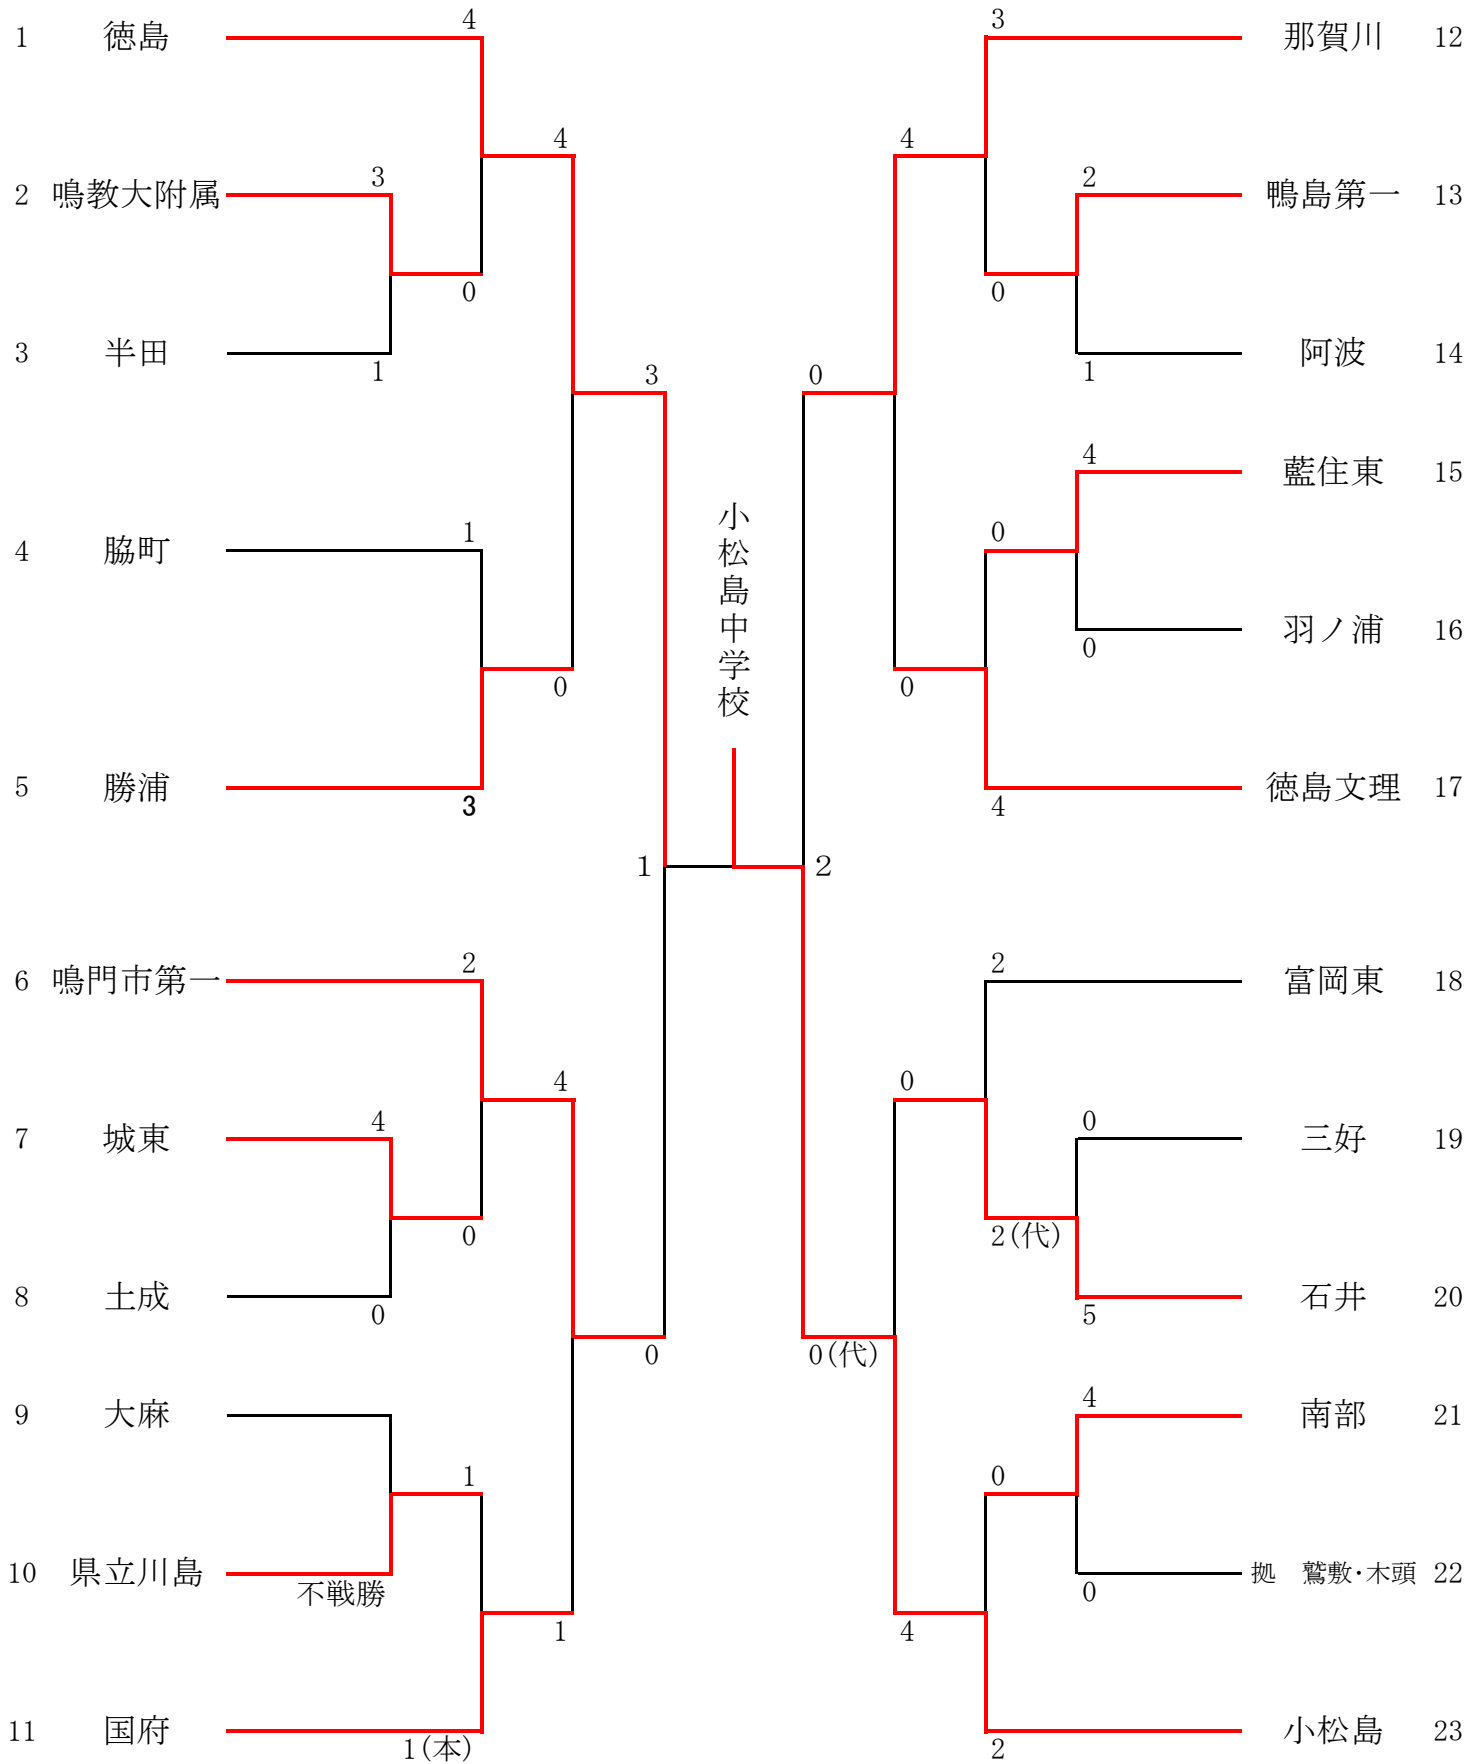 1 徳島 4
4
2 鳴教大附属 3
0
3 半田 1
3
4 脇町 1
0
5 勝浦 3
1
6 鳴門市第一 2
4
7 城東 4
0
8 土成 0
0
9 大麻
1
10 県立川島 不戦勝
1
11 国府 1(本)
小松島中学校
3 那賀川 12
4
2 鴨島第一 13
0
1 阿波 14
0
4 藍住東 15
0
0 羽ノ浦 16
0
4 徳島文理 17
2
2 富岡東 18
0
0 三好 19
2(代)
5 石井 20
0(代)
4 南部 21
0
0 拠 鷲敷・木頭 22
4
2 小松島 23